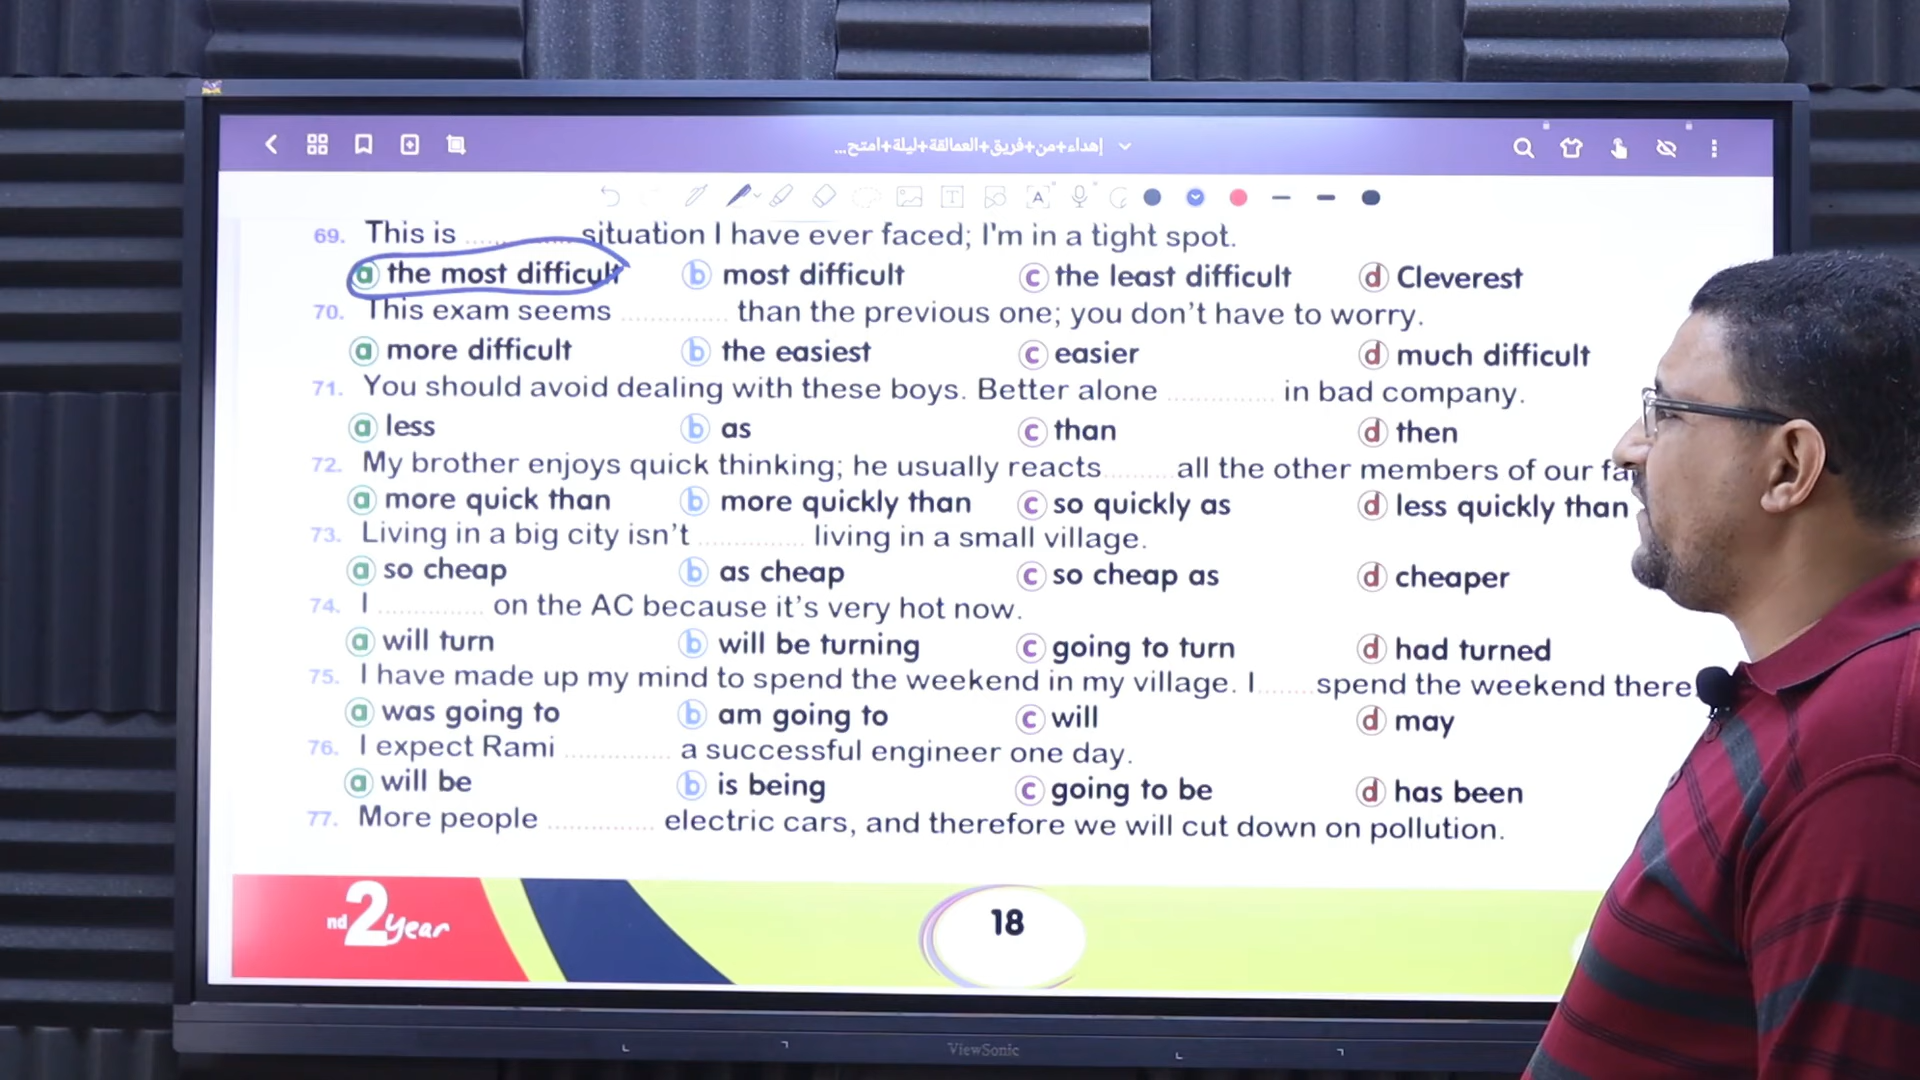 إهداء+من+فريق+العمالقة+ليلة+امتح...
69. This is ............ situation I have ever faced; I'm in a tight spot.
a the most difficult b most difficult c the least difficult d Cleverest
70. This exam seems ............ than the previous one; you don't have to worry.
a more difficult b the easiest c easier d much difficult
71. You should avoid dealing with these boys. Better alone ............ in bad company.
a less b as c than d then
72. My brother enjoys quick thinking; he usually reacts ........ all the other members of our fa
a more quick than b more quickly than c so quickly as d less quickly than
73. Living in a big city isn't ............ living in a small village.
a so cheap b as cheap c so cheap as d cheaper
74. I ............ on the AC because it's very hot now.
a will turn b will be turning c going to turn d had turned
75. I have made up my mind to spend the weekend in my village. I ...... spend the weekend there.
a was going to b am going to c will d may
76. I expect Rami ............ a successful engineer one day.
a will be b is being c going to be d has been
77. More people ............ electric cars, and therefore we will cut down on pollution.
2nd year
18
ViewSonic